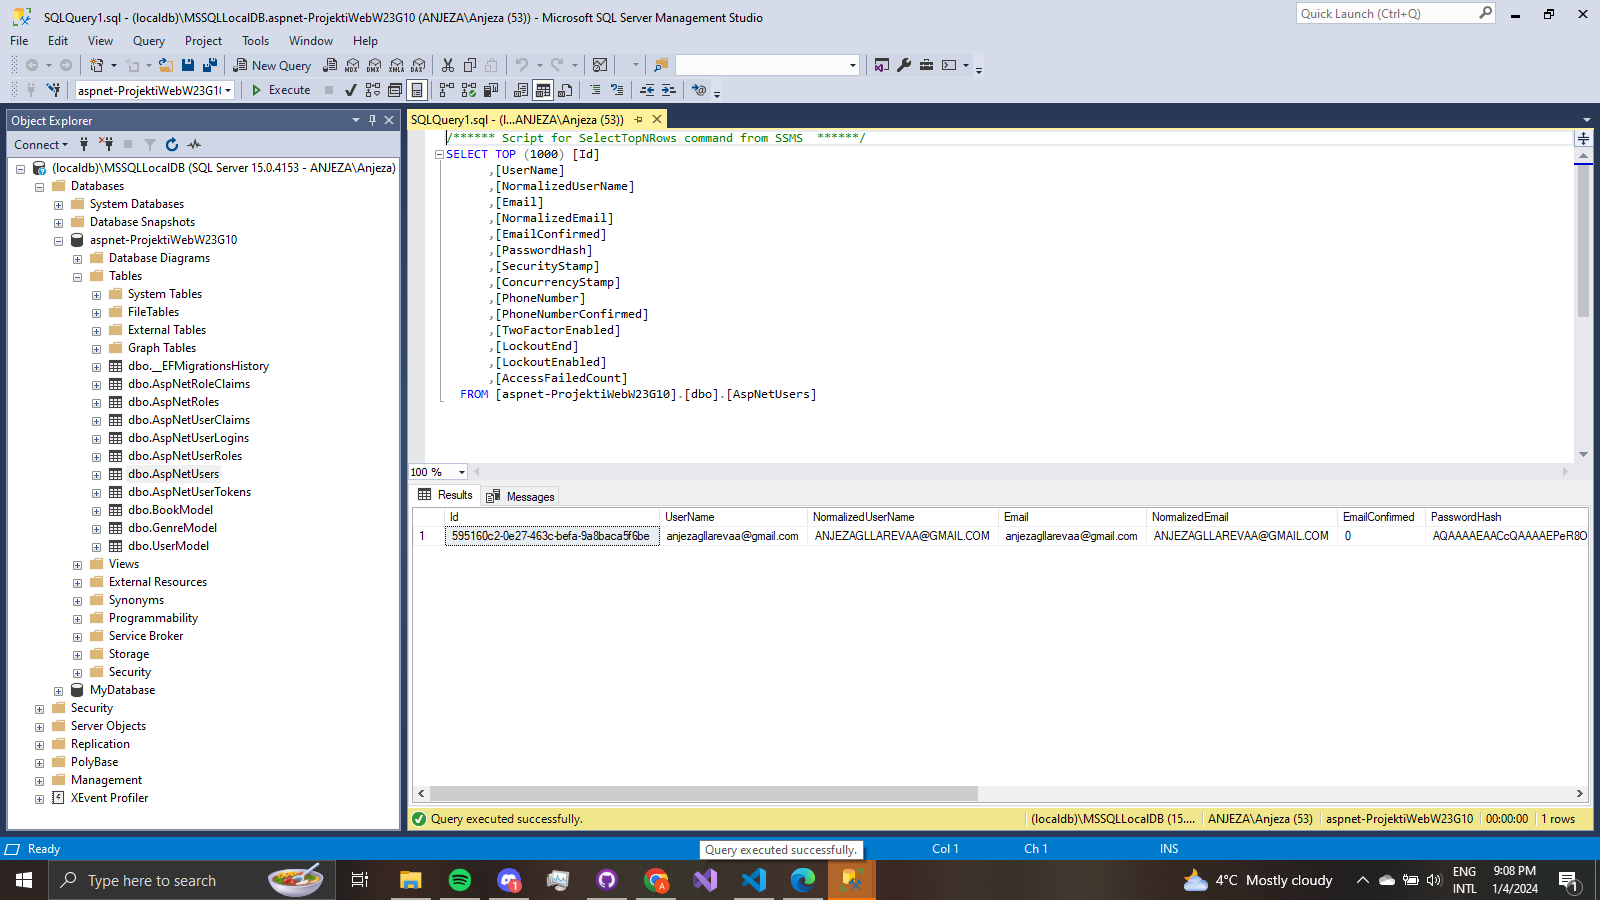 SQLQuery1.sql - (localdb)\MSSQLLocalDB.aspnet-ProjektiWebW23G10 (ANJEZA\Anjeza (53)) - Microsoft SQL Server Management Studio
Quick Launch (Ctrl+Q)
File Edit View Query Project Tools Window Help
New Query
MDX DMX XMLA DAX
aspnet-ProjektiWebW23G1
Execute
Object Explorer
Connect
(localdb)\MSSQLLocalDB (SQL Server 15.0.4153 - ANJEZA\Anjeza)
Databases
System Databases
Database Snapshots
aspnet-ProjektiWebW23G10
Database Diagrams
Tables
System Tables
FileTables
External Tables
Graph Tables
dbo.__EFMigrationsHistory
dbo.AspNetRoleClaims
dbo.AspNetRoles
dbo.AspNetUserClaims
dbo.AspNetUserLogins
dbo.AspNetUserRoles
dbo.AspNetUsers
dbo.AspNetUserTokens
dbo.BookModel
dbo.GenreModel
dbo.UserModel
Views
External Resources
Synonyms
Programmability
Service Broker
Storage
Security
MyDatabase
Security
Server Objects
Replication
PolyBase
Management
XEvent Profiler
SQLQuery1.sql - (l...ANJEZA\Anjeza (53))
/****** Script for SelectTopNRows command from SSMS  ******/
SELECT TOP (1000) [Id]
,[UserName]
,[NormalizedUserName]
,[Email]
,[NormalizedEmail]
,[EmailConfirmed]
,[PasswordHash]
,[SecurityStamp]
,[ConcurrencyStamp]
,[PhoneNumber]
,[PhoneNumberConfirmed]
,[TwoFactorEnabled]
,[LockoutEnd]
,[LockoutEnabled]
,[AccessFailedCount]
FROM [aspnet-ProjektiWebW23G10].[dbo].[AspNetUsers]
100 %
Results Messages
Id UserName NormalizedUserName Email NormalizedEmail EmailConfirmed PasswordHash
1 595160c2-0e27-463c-befa-9a8baca5f6be anjezagllarevaa@gmail.com ANJEZAGLLAREVAA@GMAIL.COM anjezagllarevaa@gmail.com ANJEZAGLLAREVAA@GMAIL.COM 0 AQAAAAEAACcQAAAAEPeR8O
Query executed successfully.
(localdb)\MSSQLLocalDB (15.... ANJEZA\Anjeza (53) aspnet-ProjektiWebW23G10 00:00:00 1 rows
Ready
Query executed successfully.
Col 1 Ch 1 INS
Type here to search
1
A
4°C Mostly cloudy
ENG
INTL
9:08 PM
1/4/2024
1